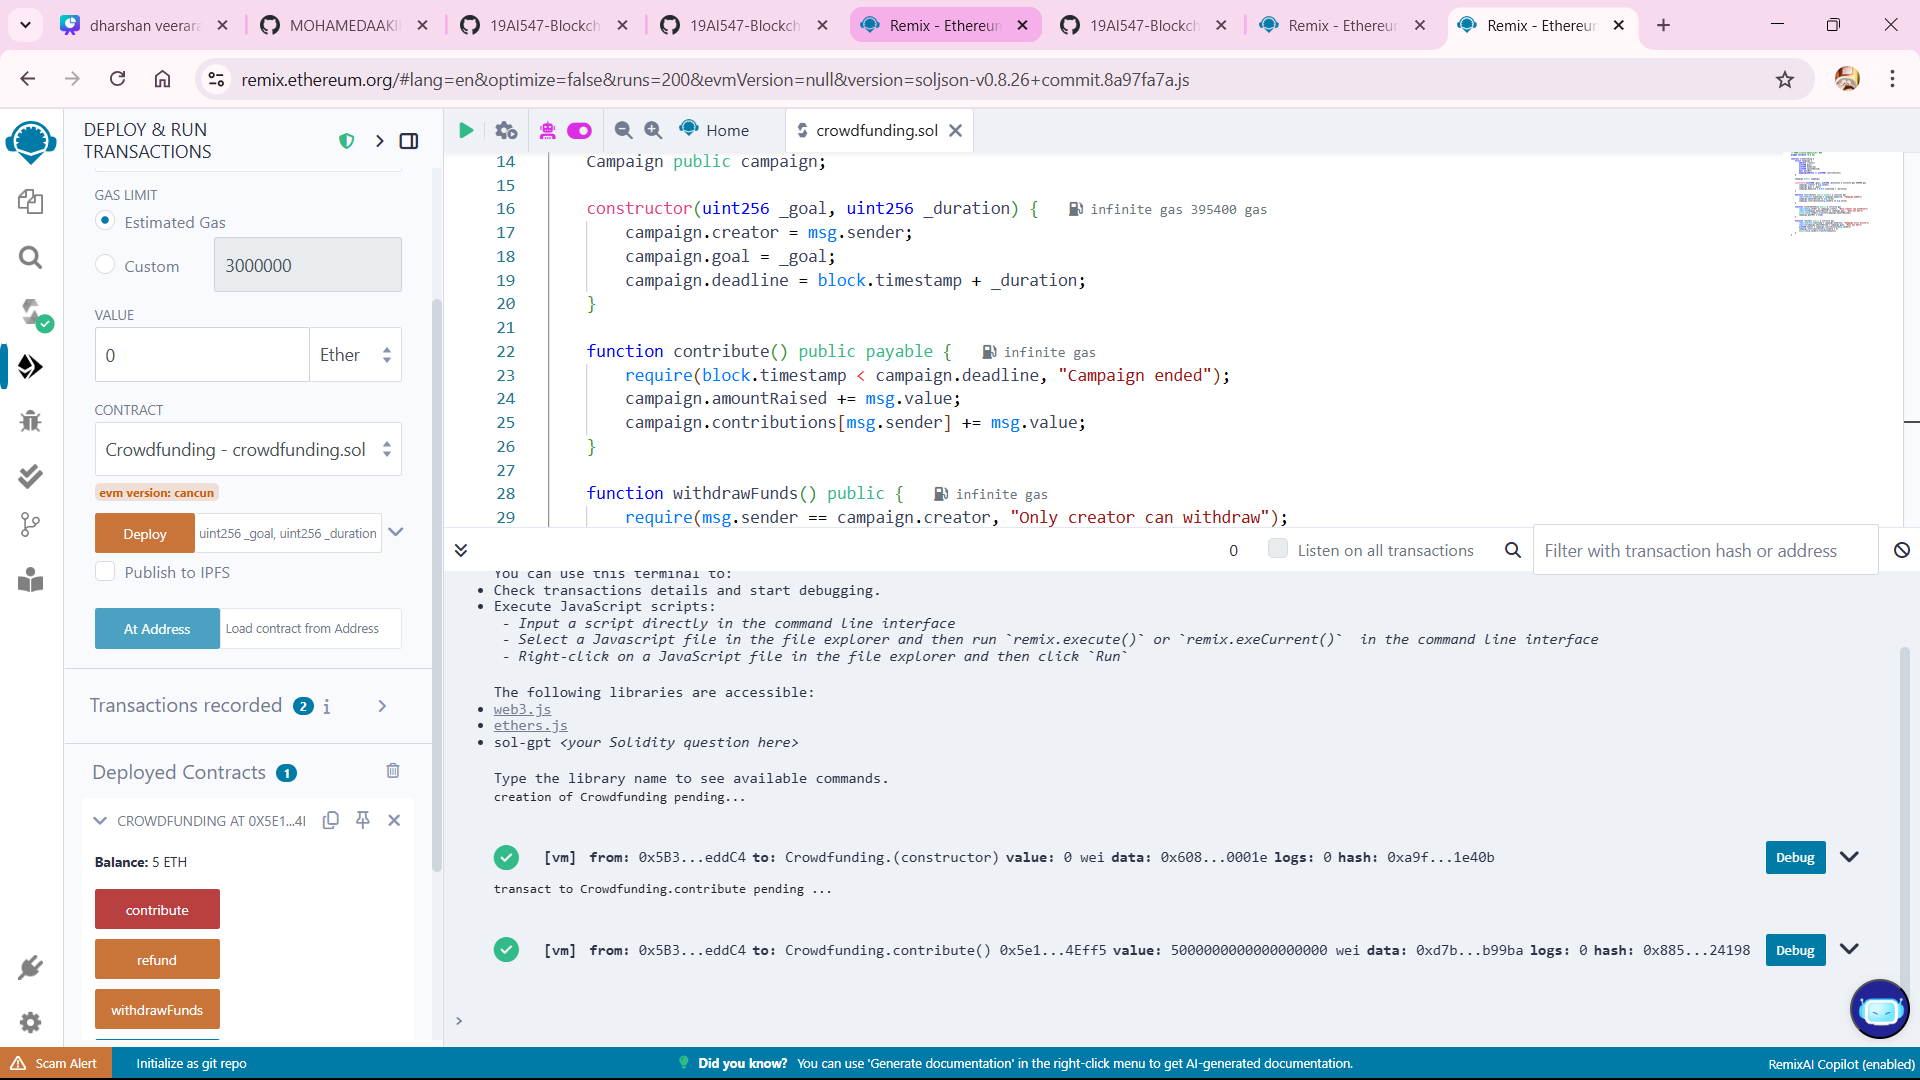 dharshan veerara
MOHAMEDAAKII
19AI547-Blockch
19AI547-Blockch
Remix - Ethereum
19AI547-Blockch
Remix - Ethereur
Remix - Ethereur
remix.ethereum.org/#lang=en&optimize=false&runs=200&evmVersion=null&version=soljson-v0.8.26+commit.8a97fa7a.js
DEPLOY & RUN
TRANSACTIONS
GAS LIMIT
Estimated Gas
Custom
3000000
VALUE
0
Ether
CONTRACT
Crowdfunding - crowdfunding.sol
evm version: cancun
Deploy
uint256 _goal, uint256 _duration
Publish to IPFS
At Address
Load contract from Address
Transactions recorded 2 i
Deployed Contracts 1
CROWDFUNDING AT 0X5E1...4I
Balance: 5 ETH
contribute
refund
withdrawFunds
Home
crowdfunding.sol
14 Campaign public campaign;
15
16 constructor(uint256 _goal, uint256 _duration) { infinite gas 395400 gas
17 campaign.creator = msg.sender;
18 campaign.goal = _goal;
19 campaign.deadline = block.timestamp + _duration;
20 }
21
22 function contribute() public payable { infinite gas
23 require(block.timestamp < campaign.deadline, "Campaign ended");
24 campaign.amountRaised += msg.value;
25 campaign.contributions[msg.sender] += msg.value;
26 }
27
28 function withdrawFunds() public { infinite gas
29 require(msg.sender == campaign.creator, "Only creator can withdraw");
0
Listen on all transactions
Filter with transaction hash or address
You can use this terminal to:
• Check transactions details and start debugging.
• Execute JavaScript scripts:
- Input a script directly in the command line interface
- Select a Javascript file in the file explorer and then run `remix.execute()` or `remix.exeCurrent()` in the command line interface
- Right-click on a JavaScript file in the file explorer and then click `Run`
The following libraries are accessible:
• web3.js
• ethers.js
• sol-gpt <your Solidity question here>
Type the library name to see available commands.
creation of Crowdfunding pending...
[vm] from: 0x5B3...eddC4 to: Crowdfunding.(constructor) value: 0 wei data: 0x608...0001e logs: 0 hash: 0xa9f...1e40b
Debug
transact to Crowdfunding.contribute pending ...
[vm] from: 0x5B3...eddC4 to: Crowdfunding.contribute() 0x5e1...4Eff5 value: 5000000000000000000 wei data: 0xd7b...b99ba logs: 0 hash: 0x885...24198
Debug
>
Scam Alert
Initialize as git repo
Did you know? You can use 'Generate documentation' in the right-click menu to get AI-generated documentation.
RemixAI Copilot (enabled)